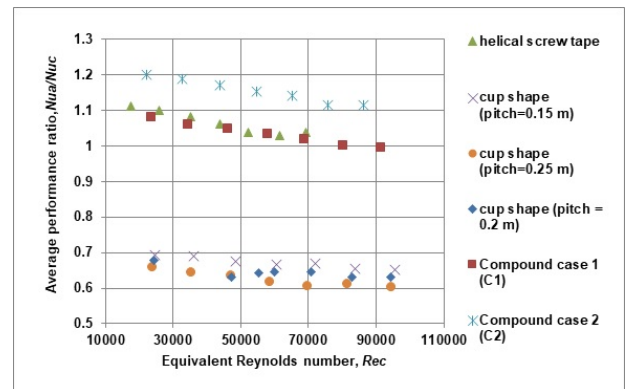 1.3
1.2
1.1
1
0.9
0.8
0.7
0.6
0.5
10000 30000 50000 70000 90000 110000
Average performance ratio,Nua/Nuc
Equivalent Reynolds number, Rec
helical screw tape
cup shape
(pitch=0.15 m)
cup shape
(pitch=0.25 m)
cup shape (pitch =
0.2 m)
Compound case 1
(C1)
Compound case 2
(C2)